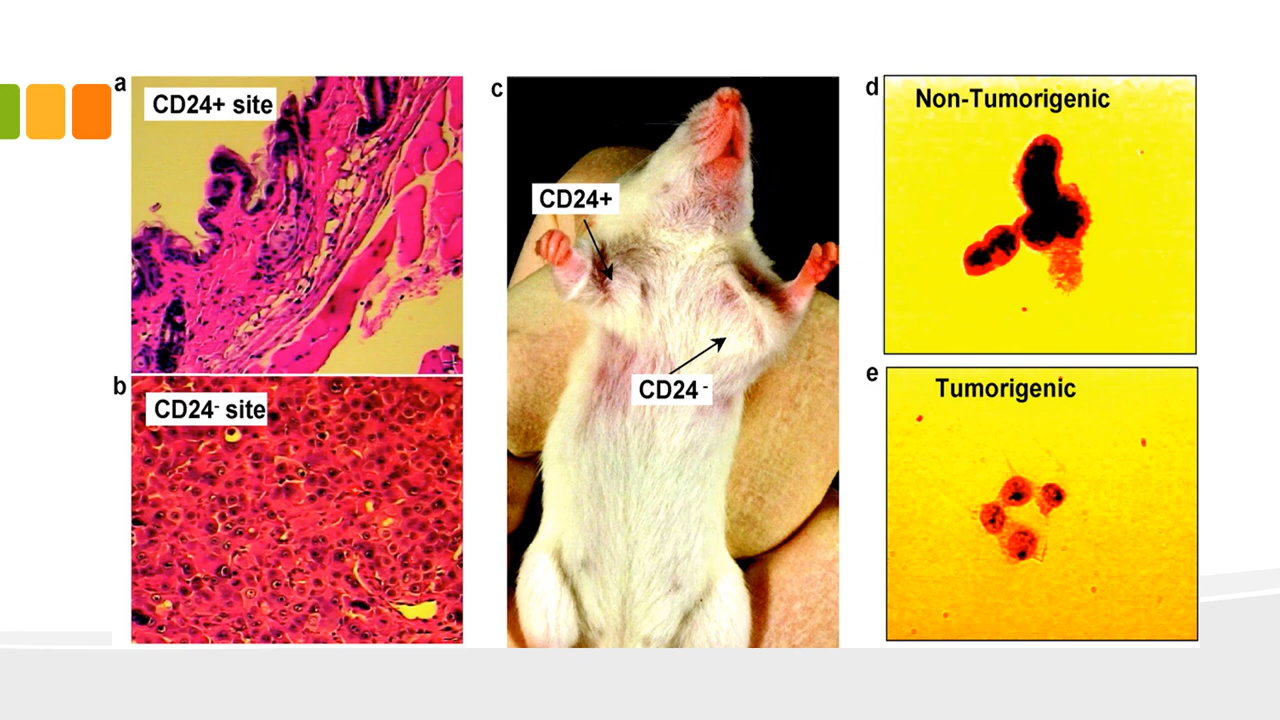 a
CD24+ site
b
CD24- site
c
CD24+
CD24 -
d
Non-Tumorigenic
e
Tumorigenic